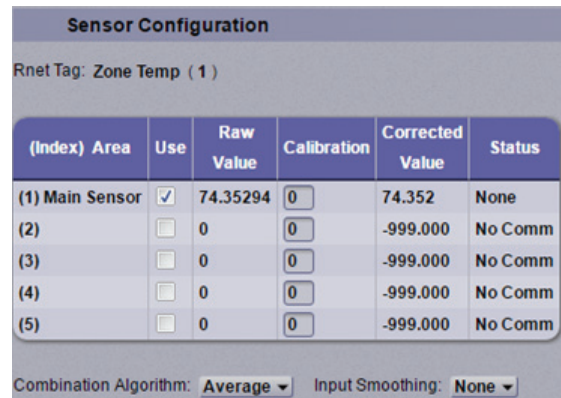 Sensor Configuration
Rnet Tag: Zone Temp ( 1 )
(Index) Area Use Raw Value Calibration Corrected Value Status
(1) Main Sensor 74.35294 0 74.352 None
(2) 0 0 -999.000 No Comm
(3) 0 0 -999.000 No Comm
(4) 0 0 -999.000 No Comm
(5) 0 0 -999.000 No Comm
Combination Algorithm: Average Input Smoothing: None